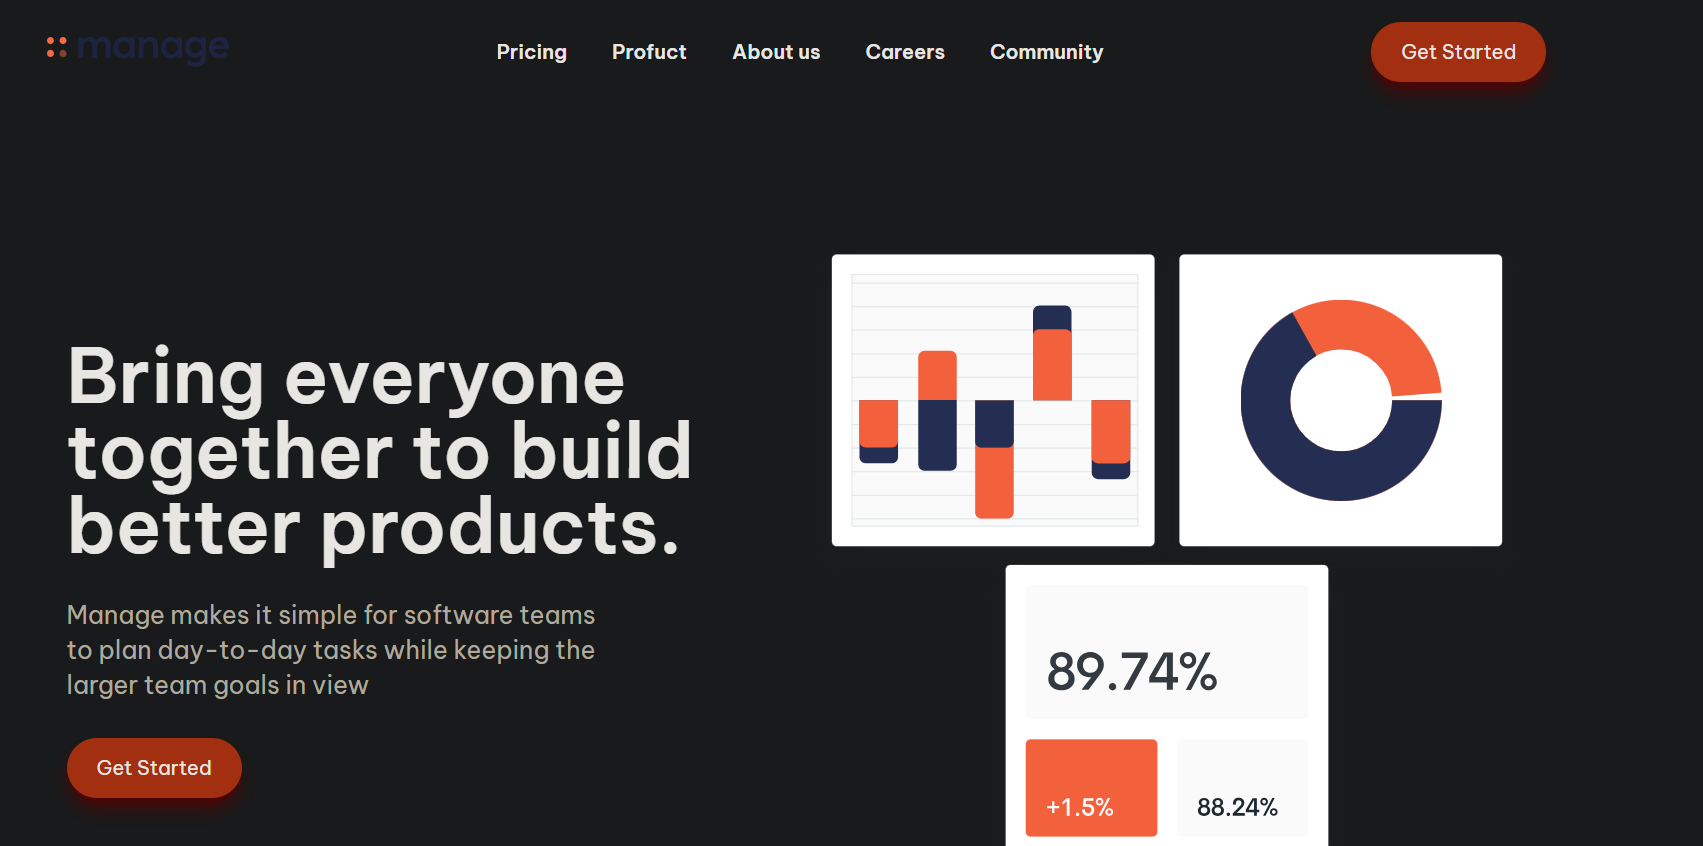 manage
Pricing
Profuct
About us
Careers
Community
Get Started
Bring everyone
together to build
better products.
Manage makes it simple for software teams
to plan day-to-day tasks while keeping the
larger team goals in view
Get Started
89.74%
+1.5%
88.24%